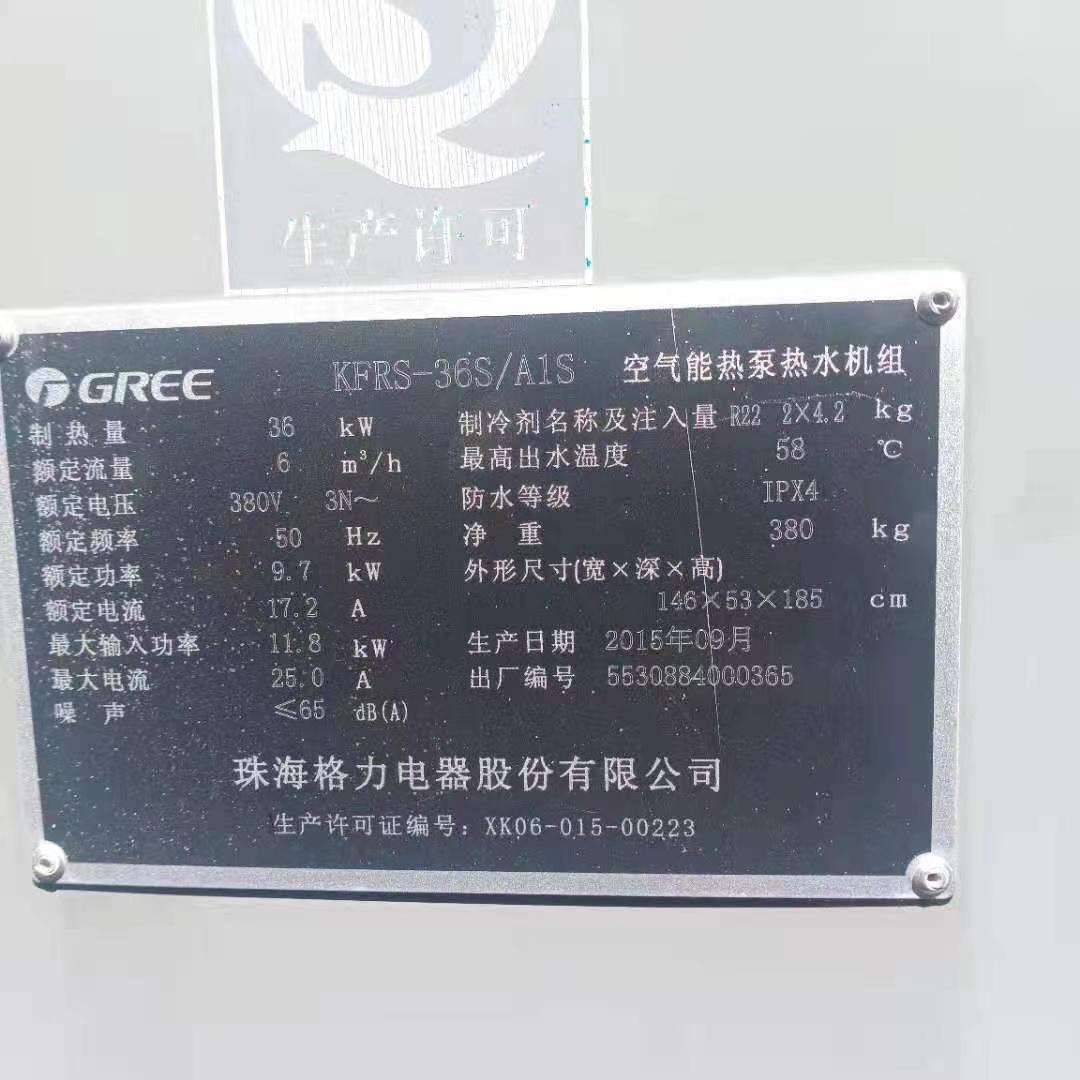 生产许可
GREE KFRS-36S/A1S 空气能热泵热水机组
制热量 36 kW 制冷剂名称及注入量 R22 2×4.2 kg
额定流量 6 m³/h 最高出水温度 58 ℃
额定电压 380V 3N～ 防水等级 IPX4
额定频率 50 Hz 净重 380 kg
额定功率 9.7 kW 外形尺寸(宽×深×高)
额定电流 17.2 A 146×53×185 cm
最大输入功率 11.8 kW 生产日期 2015年09月
最大电流 25.0 A 出厂编号 5530884000365
噪声 ≤65 dB(A)
珠海格力电器股份有限公司
生产许可证编号：XK06-015-00223